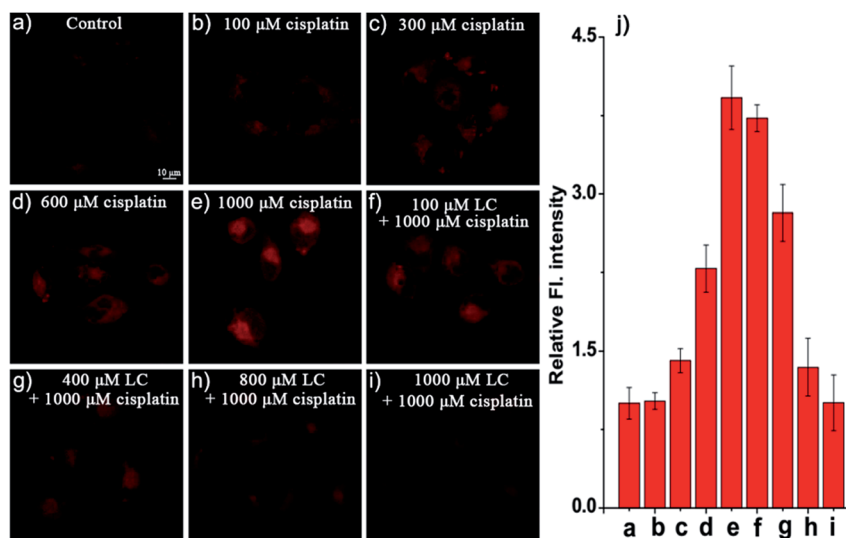 a) Control
10 μm
b) 100 μM cisplatin
c) 300 μM cisplatin
d) 600 μM cisplatin
e) 1000 μM cisplatin
f) 100 μM LC
+ 1000 μM cisplatin
g) 400 μM LC
+ 1000 μM cisplatin
h) 800 μM LC
+ 1000 μM cisplatin
i) 1000 μM LC
+ 1000 μM cisplatin
j)
Relative Fl. intensity
4.5
3.0
1.5
0.0
a b c d e f g h i